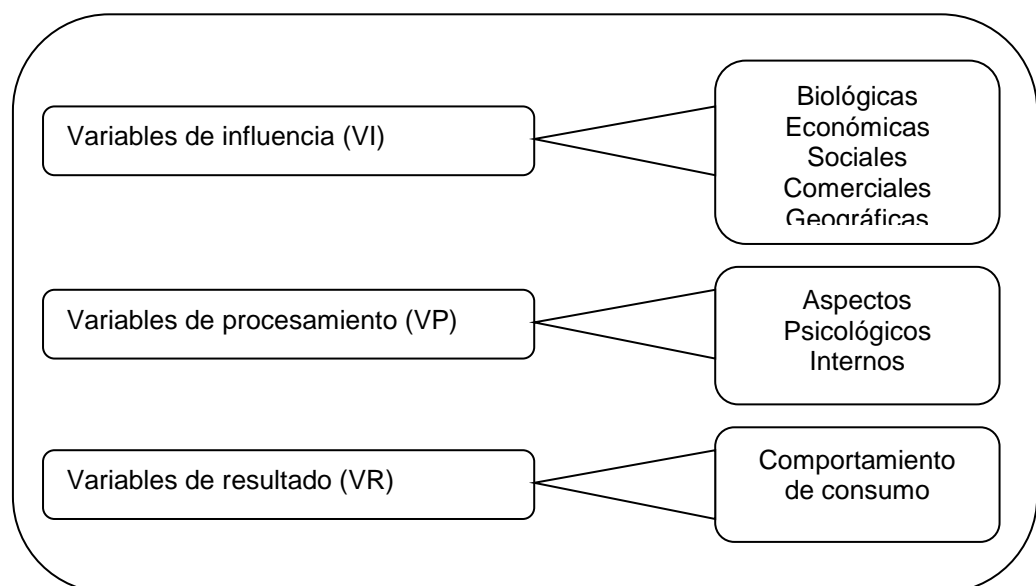 Variables de influencia (VI)
Biológicas
Económicas
Sociales
Comerciales
Geográficas
Variables de procesamiento (VP)
Aspectos
Psicológicos
Internos
Variables de resultado (VR)
Comportamiento
de consumo